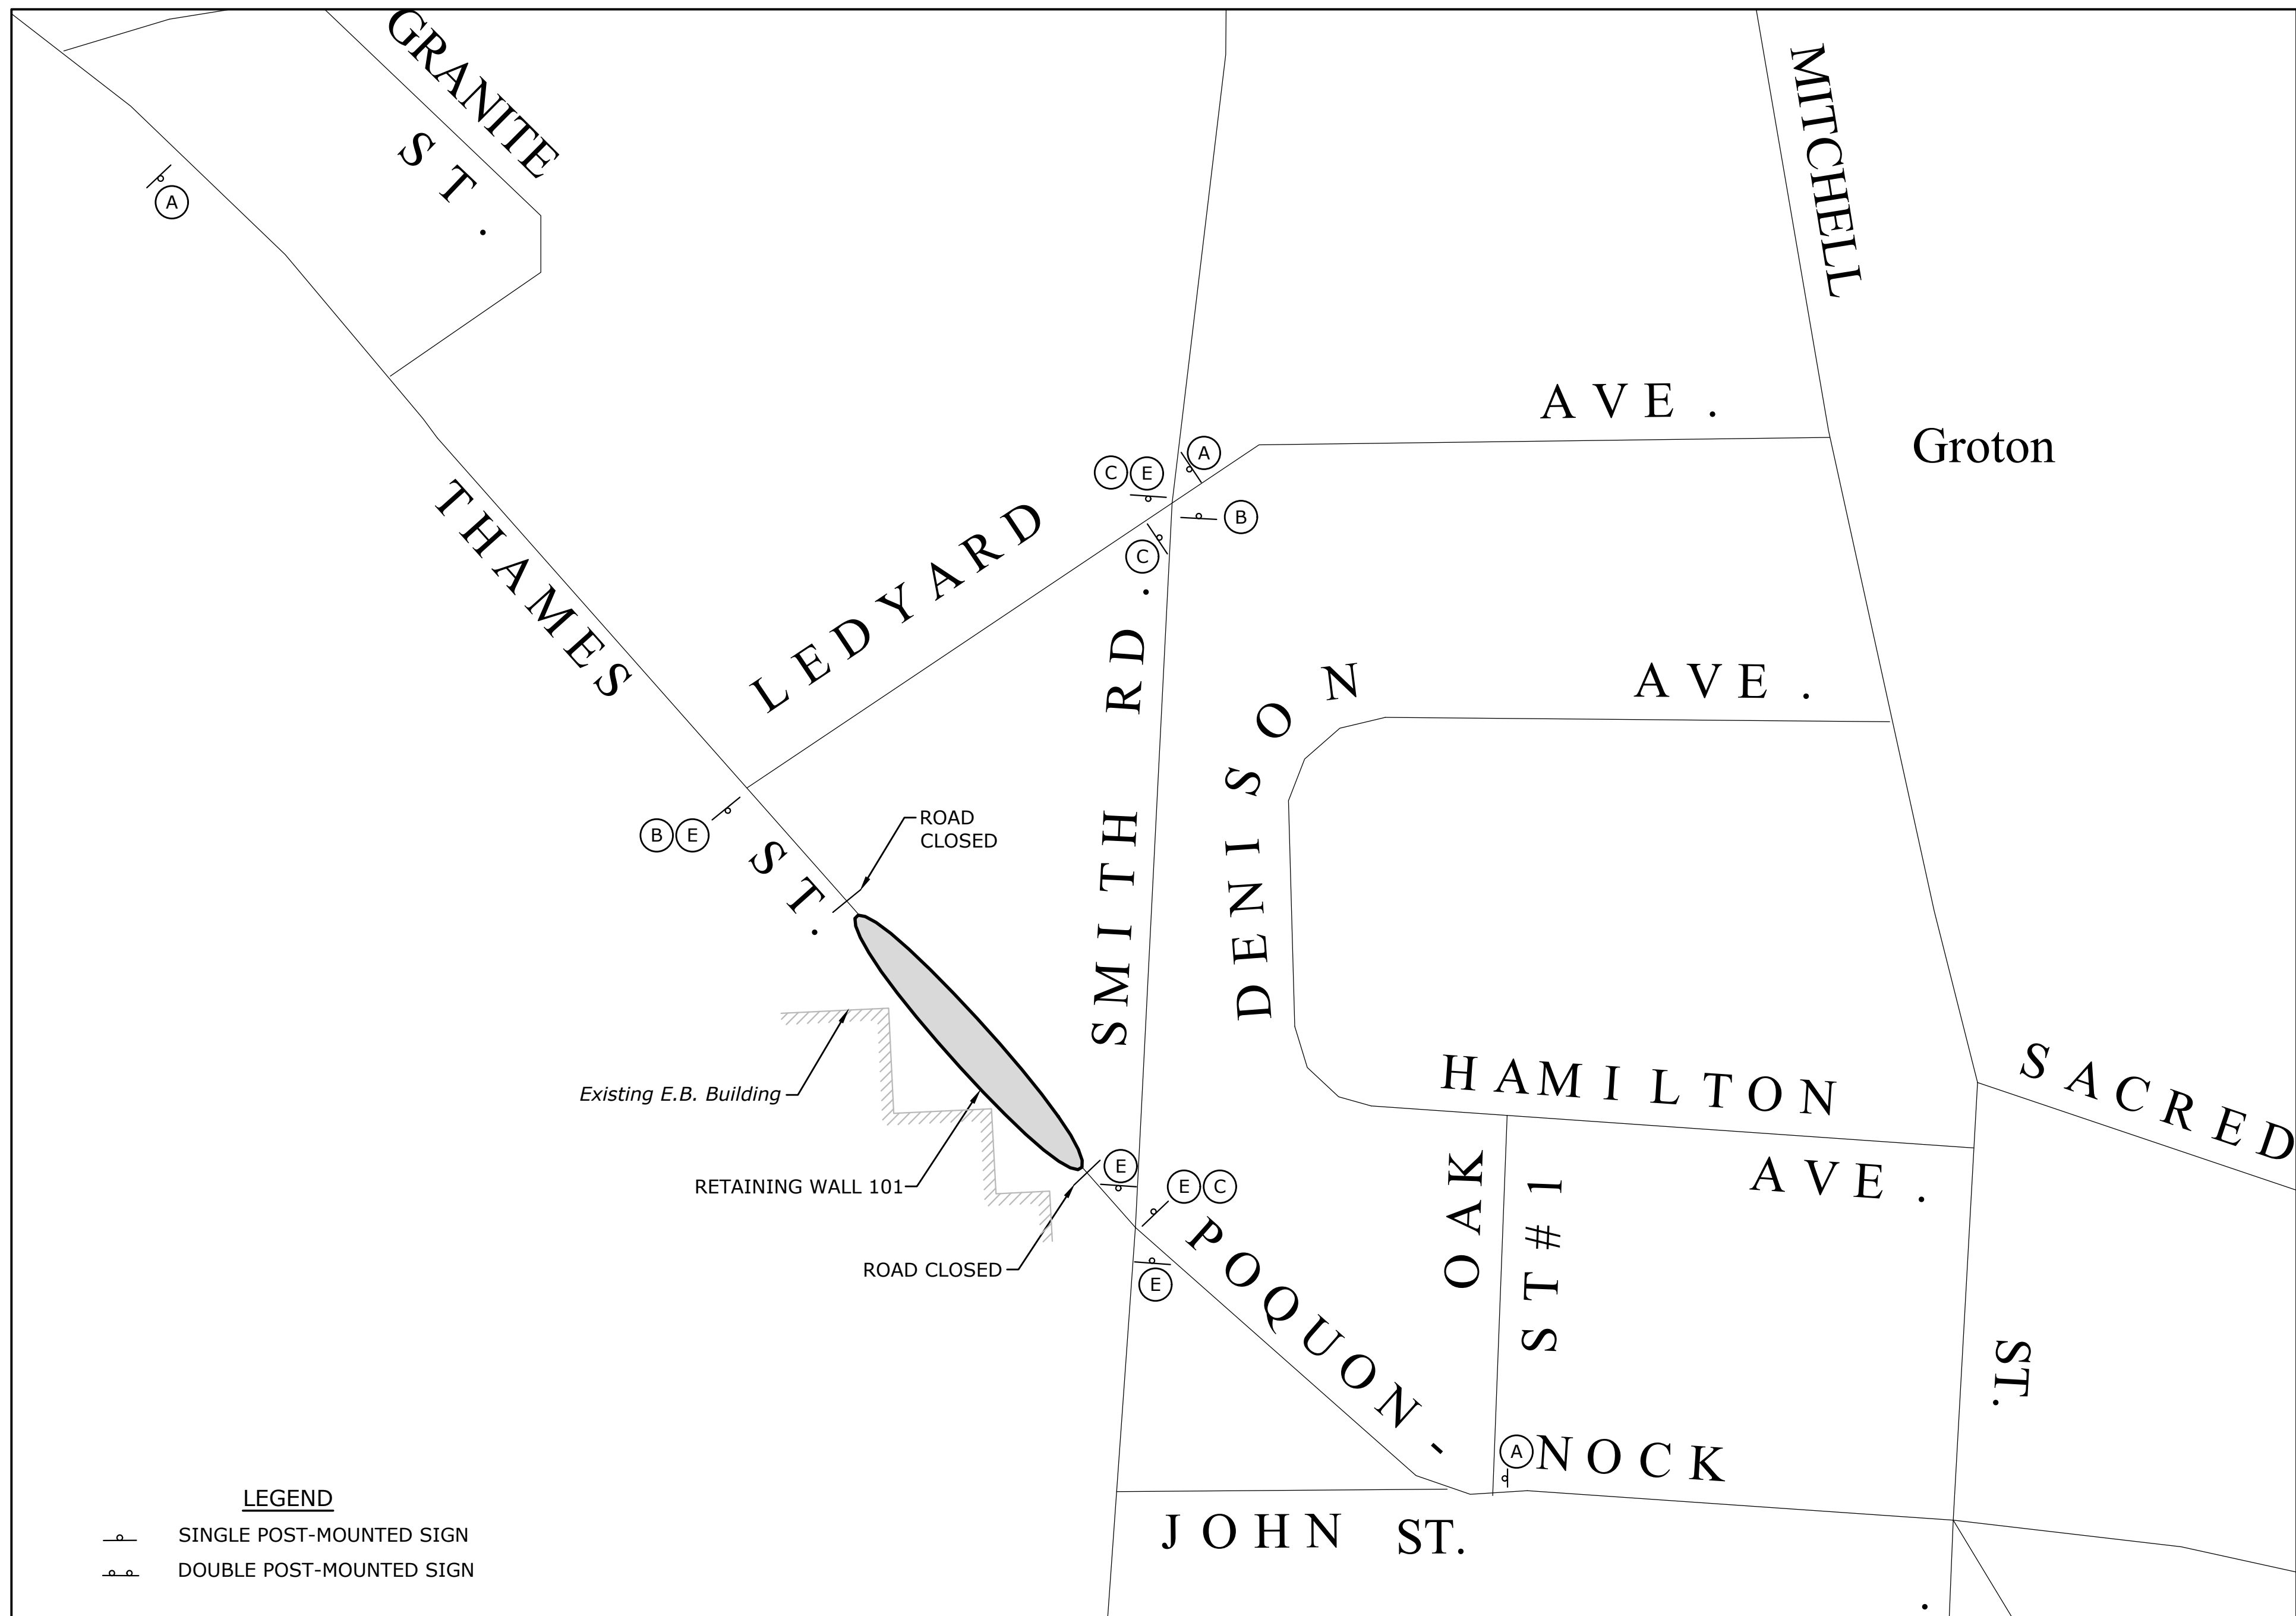 GRANITE
ST.
MITCHELL
A
AVE.
Groton
C E
A
B
C
THAMES
LEDYARD
SMITH RD.
DENISON
AVE.
B E
ST.
ROAD
CLOSED
Existing E.B. Building
RETAINING WALL 101
ROAD CLOSED
E
E C
E
HAMILTON
AVE.
SACRED
OAK
ST#1
POQUON-
A
NOCK
ST.
JOHN ST.
.
LEGEND
SINGLE POST-MOUNTED SIGN
DOUBLE POST-MOUNTED SIGN